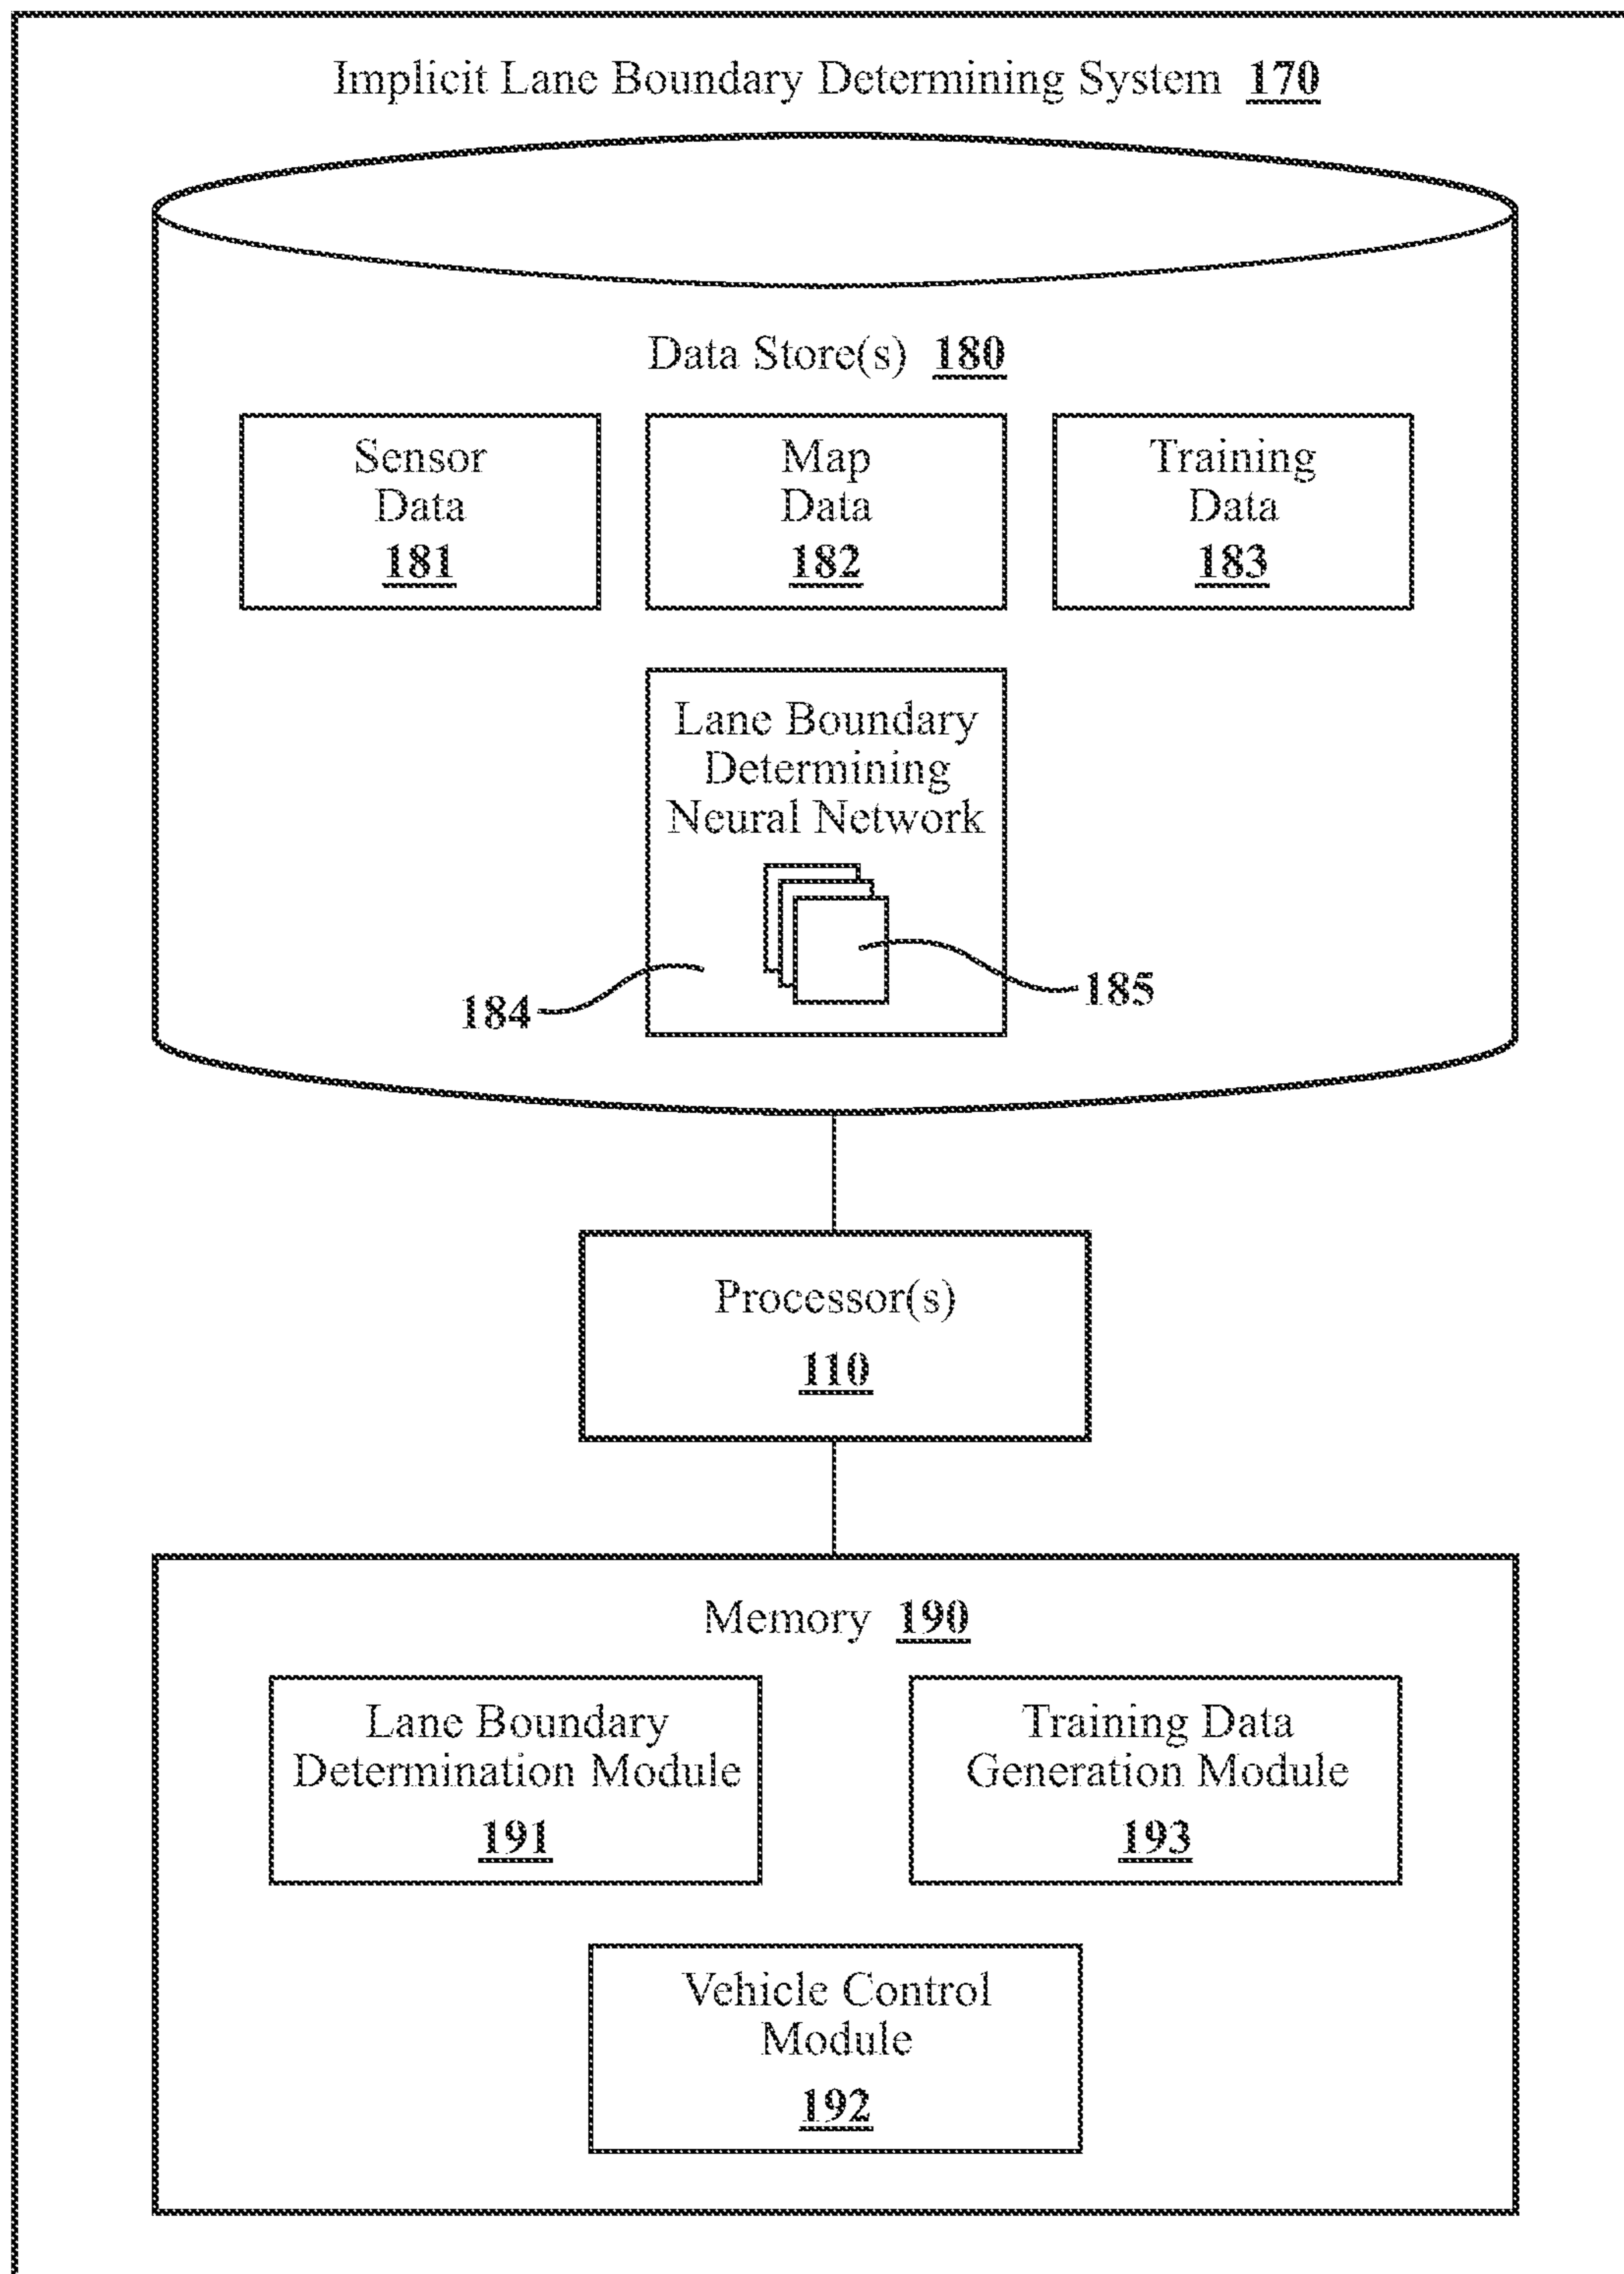 Implicit Lane Boundary Determining System 170
Data Store(s) 180
Sensor
Data
181
Map
Data
182
Training
Data
183
Lane Boundary
Determining
Neural Network
184
185
Processor(s)
110
Memory 190
Lane Boundary
Determination Module
191
Training Data
Generation Module
193
Vehicle Control
Module
192